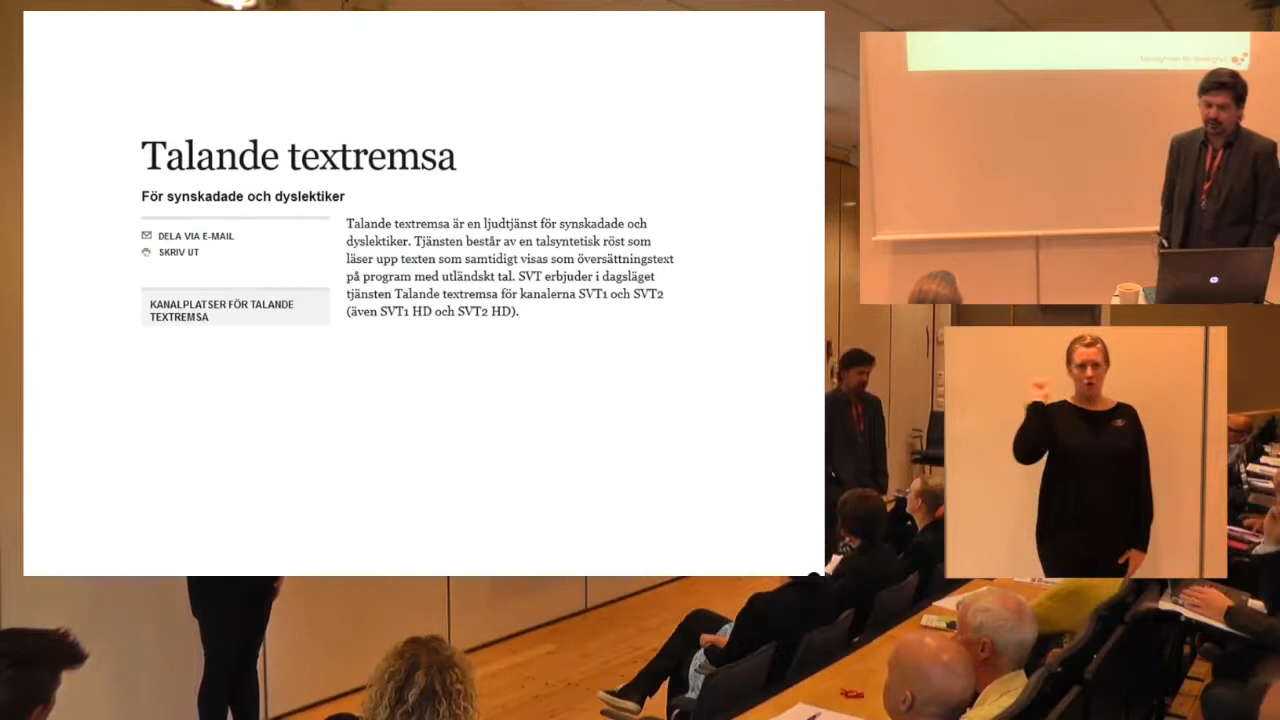 Talande textremsa
För synskadade och dyslektiker
DELA VIA E-MAIL
SKRIV UT
KANALPLATSER FÖR TALANDE
TEXTREMSA
Talande textremsa är en ljudtjänst för synskadade och
dyslektiker. Tjänsten består av en talsyntetisk röst som
läser upp texten som samtidigt visas som översättningstext
på program med utländskt tal. SVT erbjuder i dagsläget
tjänsten Talande textremsa för kanalerna SVT1 och SVT2
(även SVT1 HD och SVT2 HD).